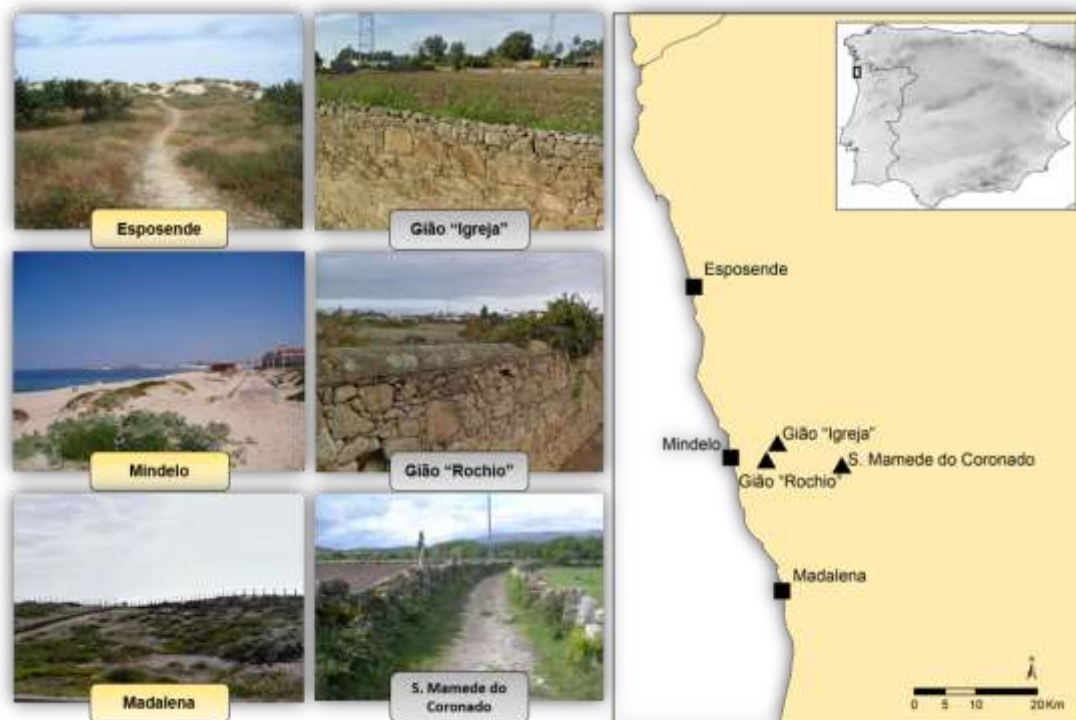 Esposende
Gião "Igreja"
Mindelo
Gião "Rochio"
Madalena
S. Mamede do
Coronado
Esposende
Gião "Igreja"
Mindelo
S. Mamede do Coronado
Gião "Rochio"
Madalena
0 5 10 20 Km